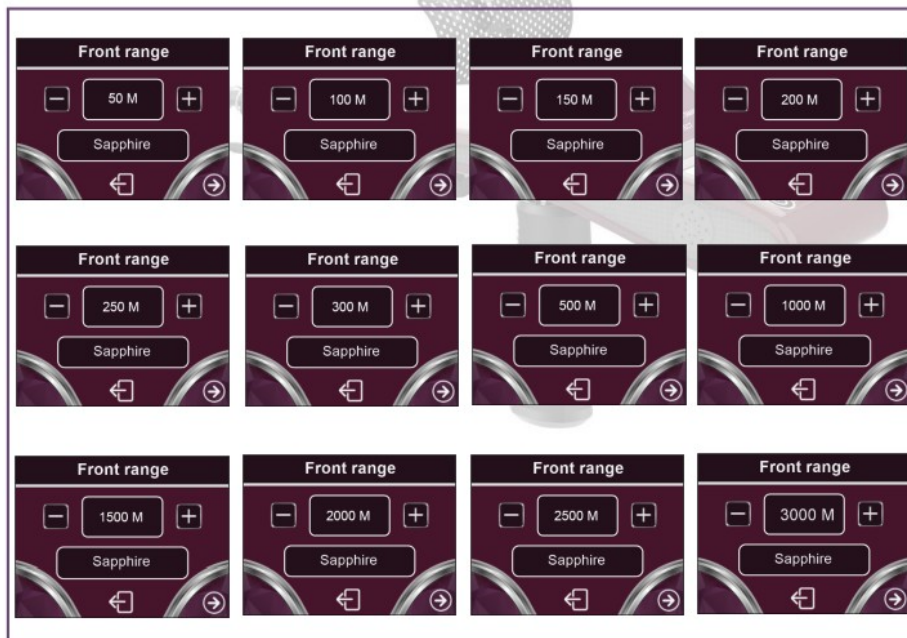 Front range
50 M
Sapphire
Front range
100 M
Sapphire
Front range
150 M
Sapphire
Front range
200 M
Sapphire
Front range
250 M
Sapphire
Front range
300 M
Sapphire
Front range
500 M
Sapphire
Front range
1000 M
Sapphire
Front range
1500 M
Sapphire
Front range
2000 M
Sapphire
Front range
2500 M
Sapphire
Front range
3000 M
Sapphire